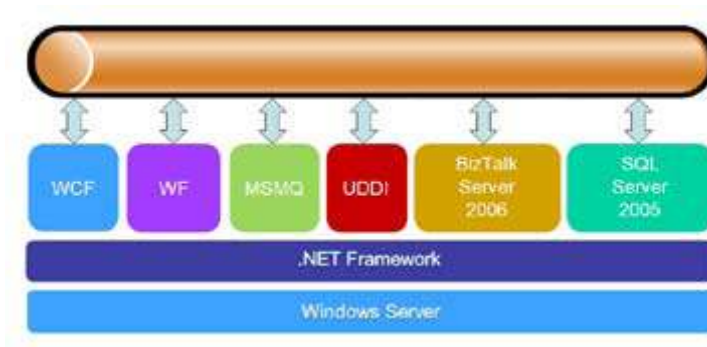 WCF
WF
MSMQ
UDDI
BizTalk
Server
2006
SQL
Server
2005
.NET Framework
Windows Server